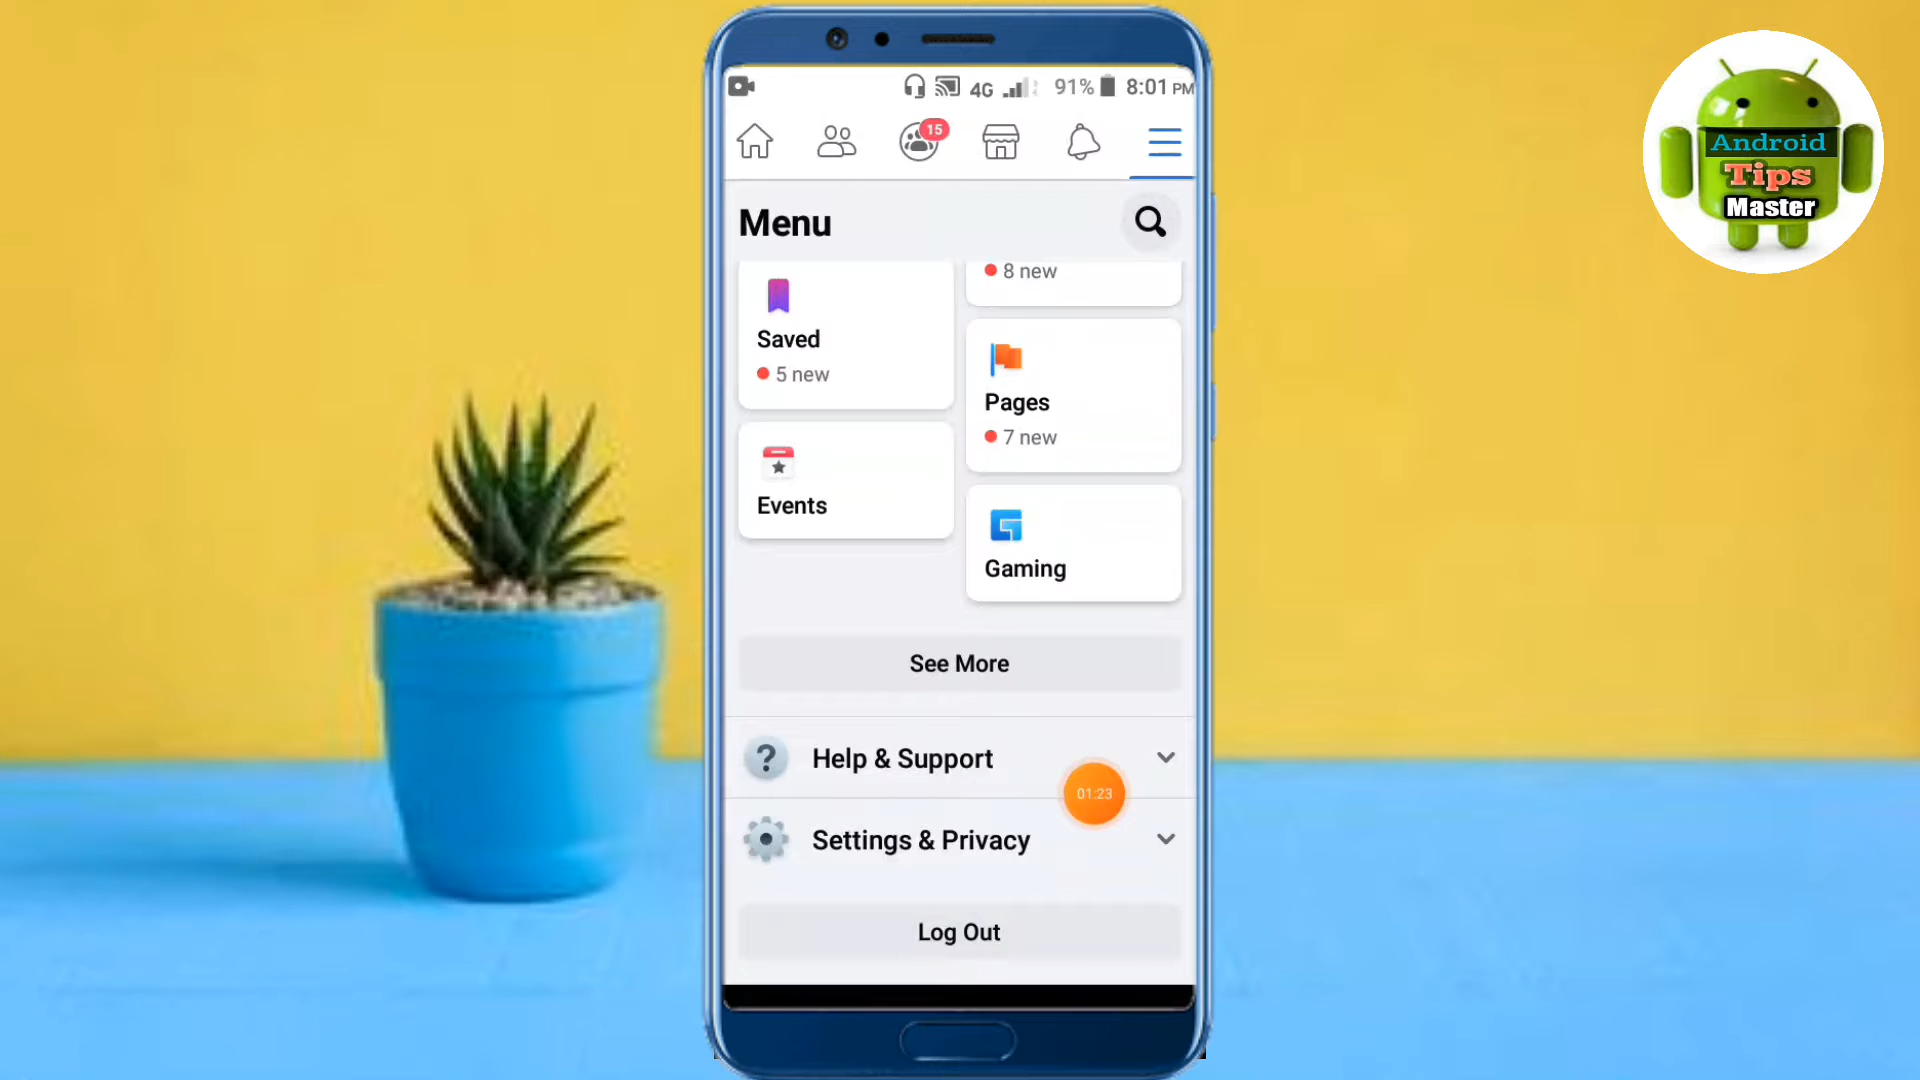 4G 91% 8:01 PM
15
Menu
8 new
Saved
5 new
Pages
7 new
Events
Gaming
See More
Help & Support
01:23
Settings & Privacy
Log Out
Android
Tips
Master